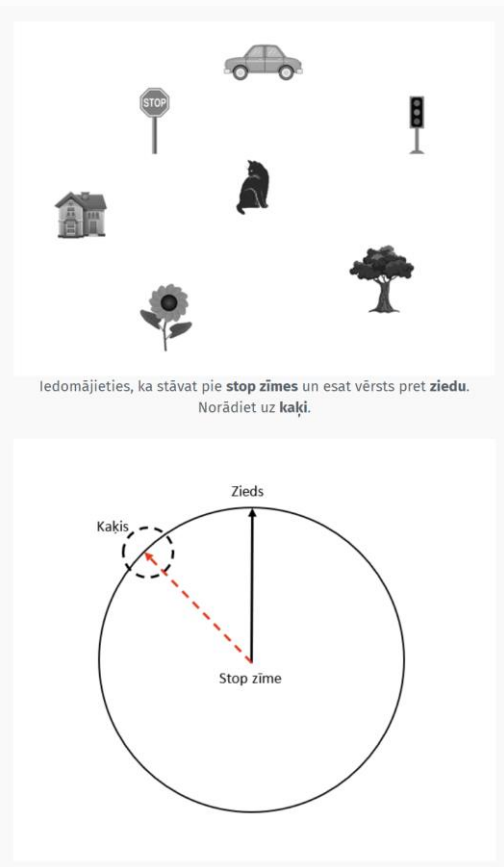 STOP
Iedomājieties, ka stāvat pie stop zīmes un esat vērsts pret ziedu.
Norādiet uz kaķi.
Zieds
Kaķis
Stop zīme